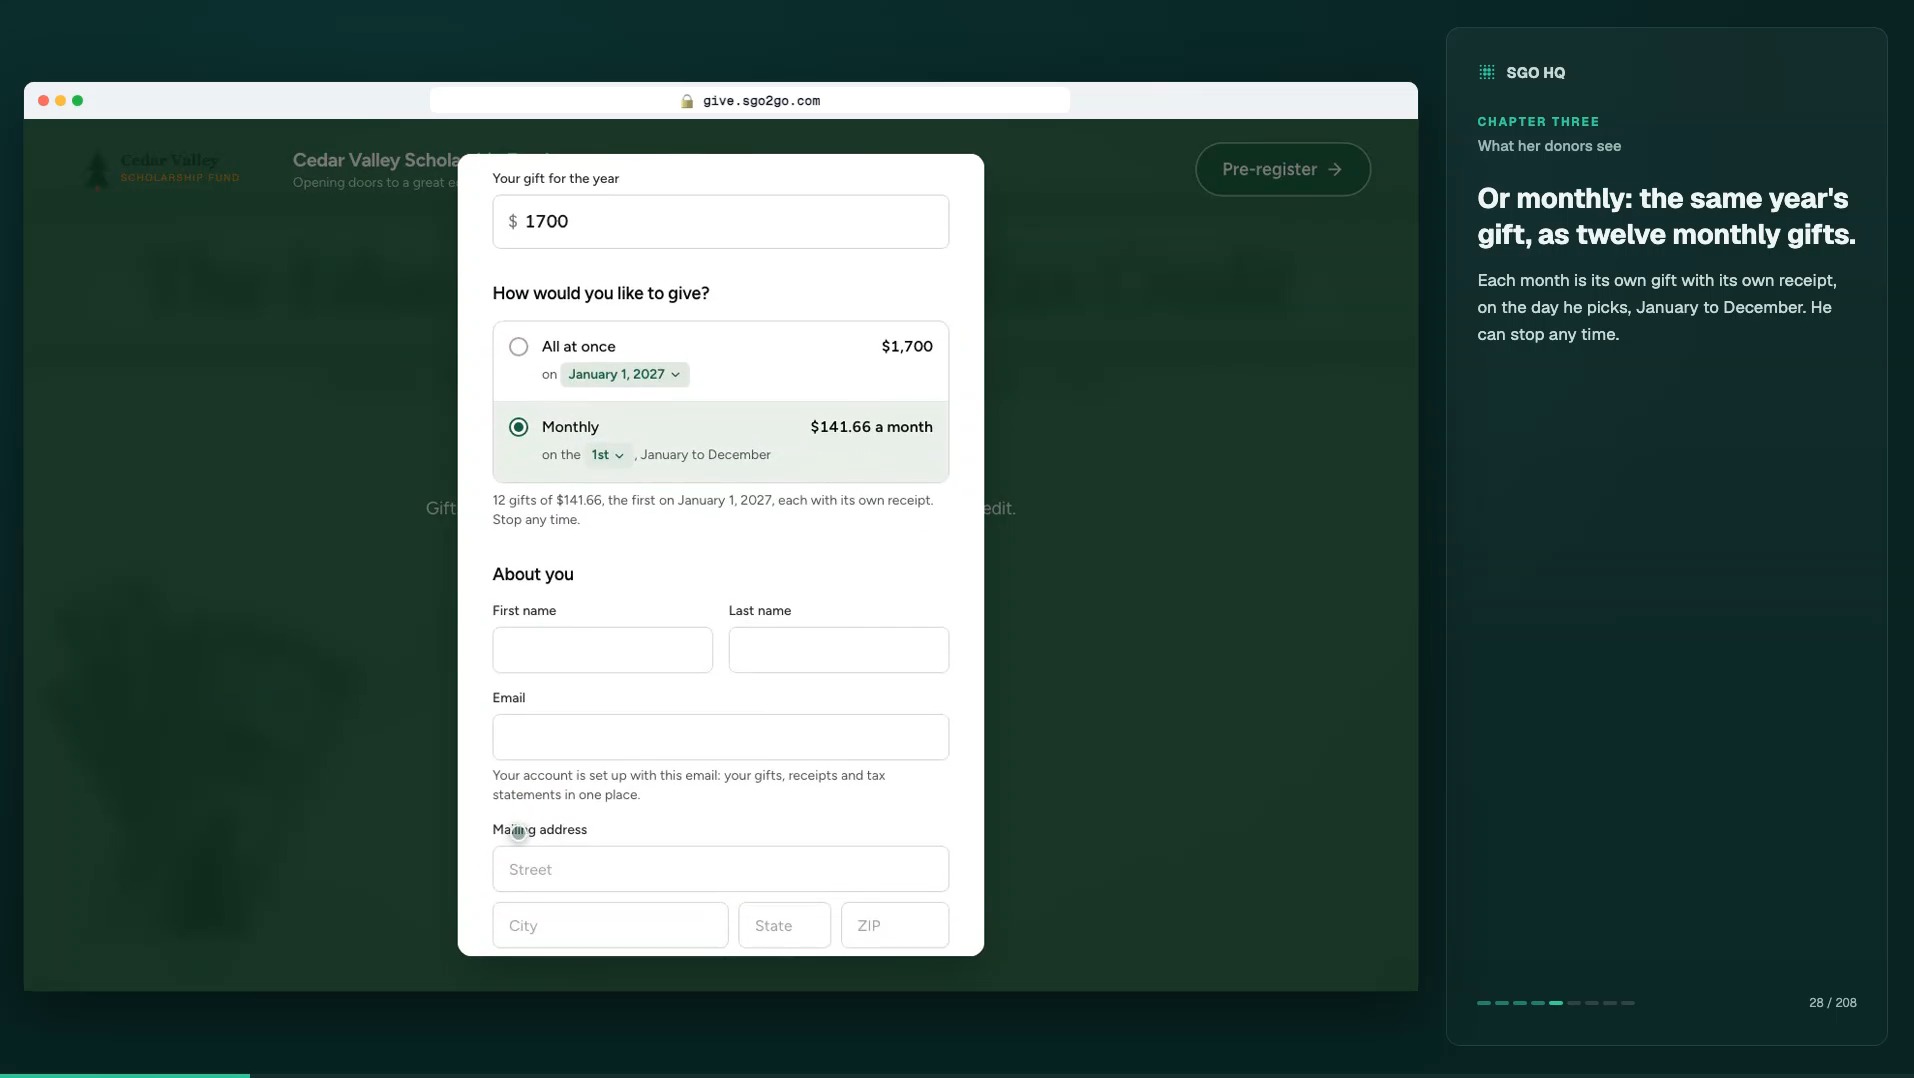 give.sgo2go.com
Cedar Valley
SCHOLARSHIP FUND
Cedar Valley
Opening doors to a great
Pre-register →
Your gift for the year
$ 1700
How would you like to give?
All at once $1,700
on January 1, 2027
Monthly $141.66 a month
on the 1st , January to December
12 gifts of $141.66, the first on January 1, 2027, each with its own receipt.
Stop any time.
Gift
edit.
About you
First name Last name
Email
Your account is set up with this email: your gifts, receipts and tax
statements in one place.
Mailing address
Street
City State ZIP
SGO HQ
CHAPTER THREE
What her donors see
Or monthly: the same year's
gift, as twelve monthly gifts.
Each month is its own gift with its own receipt,
on the day he picks, January to December. He
can stop any time.
28 / 208